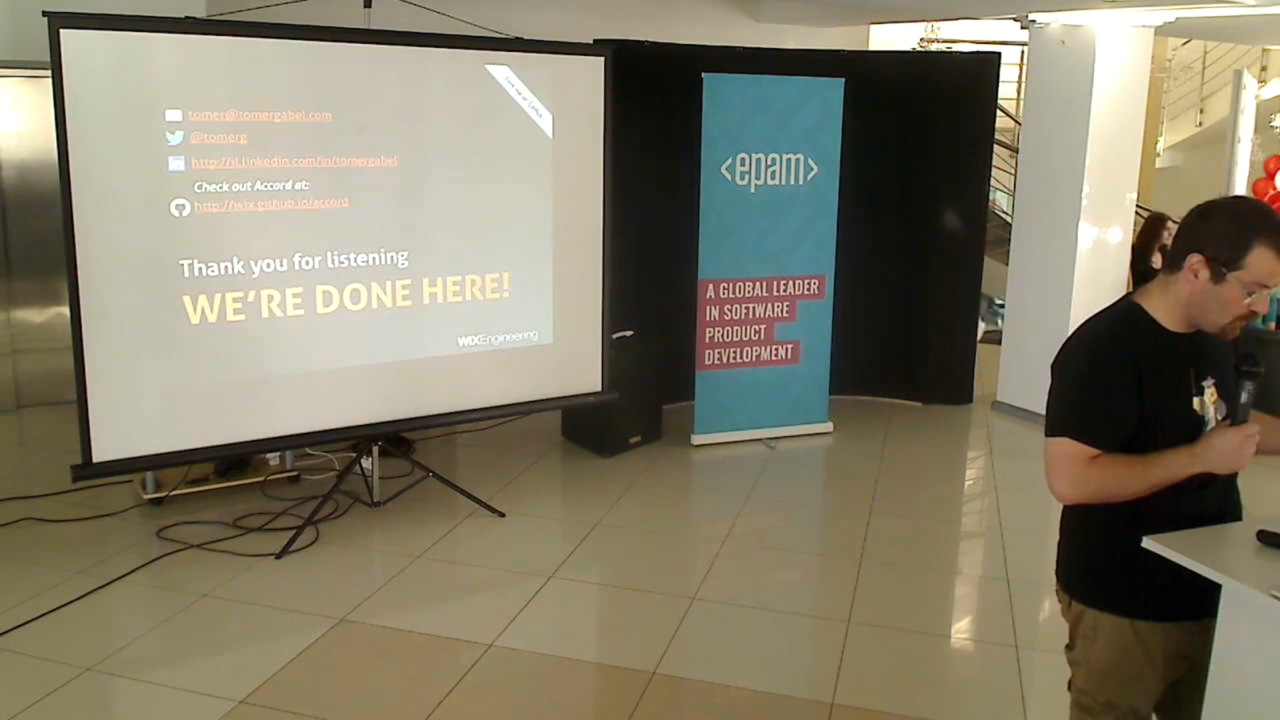 tomer@tomergabel.com
@tomerg
http://il.linkedin.com/in/tomergabel
Check out Accord at:
http://wix.github.io/accord
Thank you for listening
WE'RE DONE HERE!
WIXEngineering
<epam>
A GLOBAL LEADER
IN SOFTWARE
PRODUCT
DEVELOPMENT